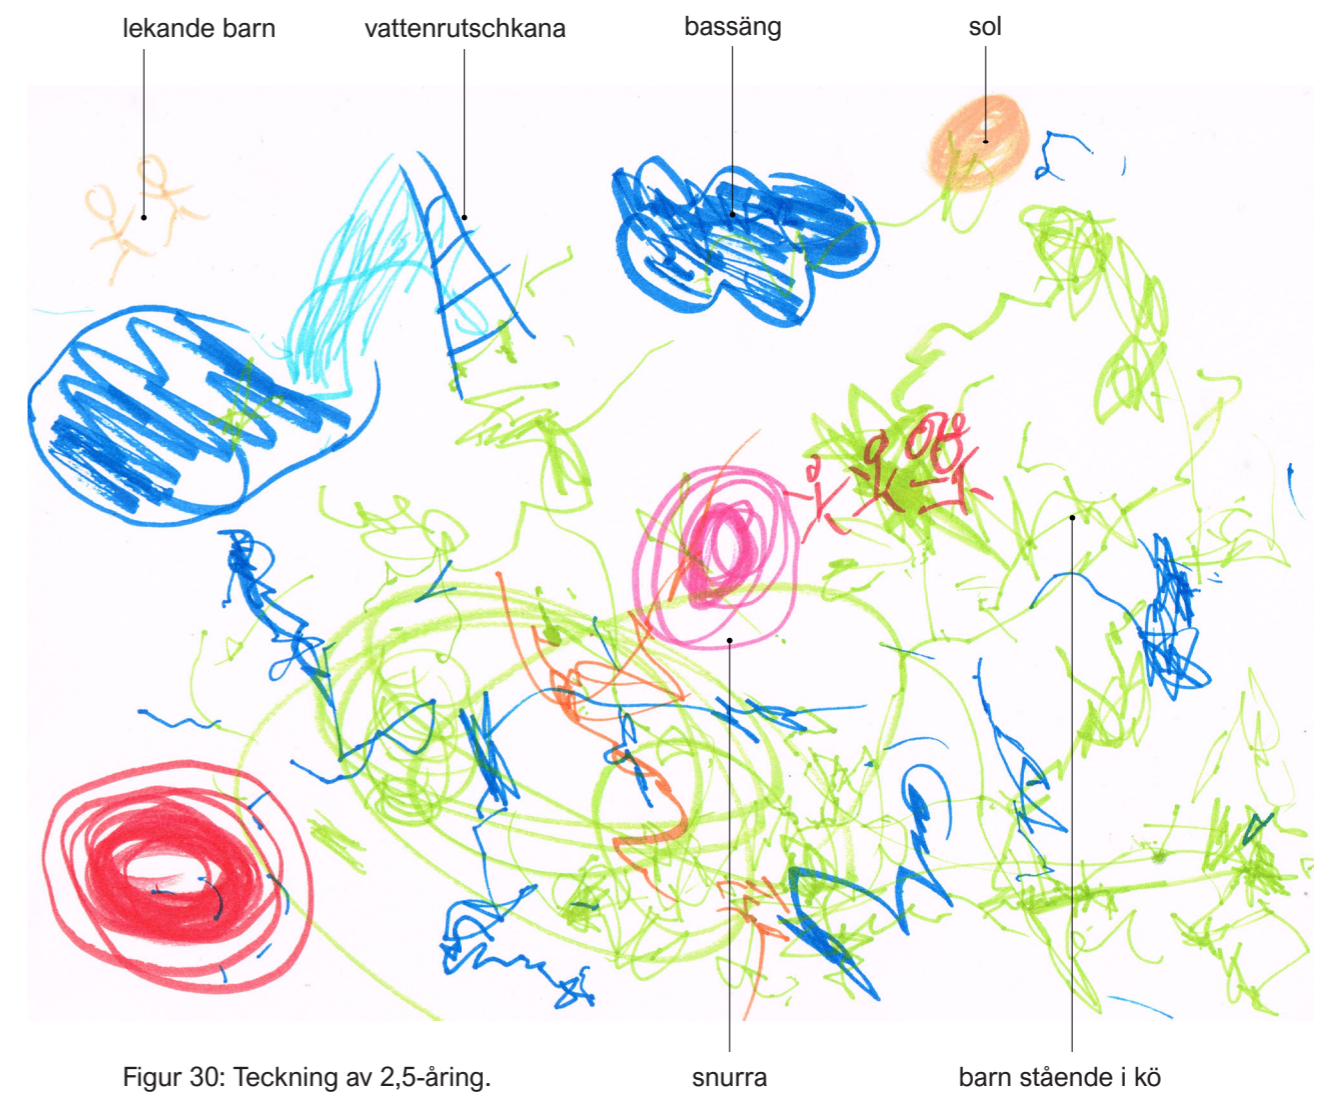 lekande barn
vattenrutschkana
bassäng
sol
Figur 30: Teckning av 2,5-åring.
snurra
barn stående i kö